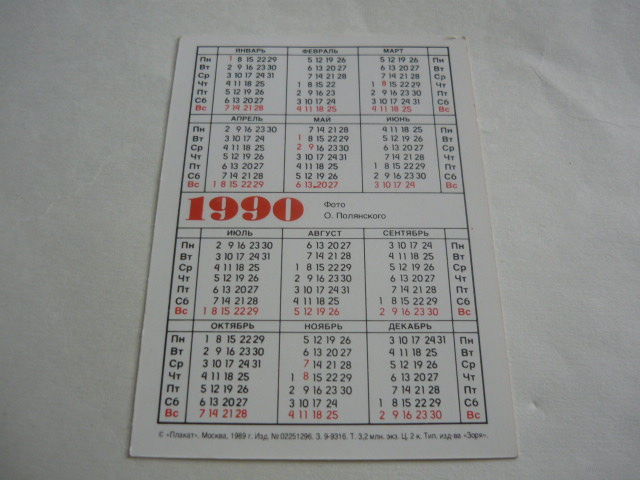 ЯНВАРЬ ФЕВРАЛЬ МАРТ
Пн 1 8 15 22 29 5 12 19 26 5 12 19 26 Пн
Вт 2 9 16 23 30 6 13 20 27 6 13 20 27 Вт
Ср 3 10 17 24 31 7 14 21 28 7 14 21 28 Ср
Чт 4 11 18 25 1 8 15 22 1 8 15 22 29 Чт
Пт 5 12 19 26 2 9 16 23 2 9 16 23 30 Пт
Сб 6 13 20 27 3 10 17 24 3 10 17 24 31 Сб
Вс 7 14 21 28 4 11 18 25 4 11 18 25 Вс
АПРЕЛЬ МАЙ ИЮНЬ
Пн 2 9 16 23 30 7 14 21 28 4 11 18 25 Пн
Вт 3 10 17 24 1 8 15 22 29 5 12 19 26 Вт
Ср 4 11 18 25 2 9 16 23 30 6 13 20 27 Ср
Чт 5 12 19 26 3 10 17 24 31 7 14 21 28 Чт
Пт 6 13 20 27 4 11 18 25 1 8 15 22 29 Пт
Сб 7 14 21 28 5 12 19 26 2 9 16 23 30 Сб
Вс 1 8 15 22 29 6 13 20 27 3 10 17 24 Вс
1990 Фото
О. Полянского
ИЮЛЬ АВГУСТ СЕНТЯБРЬ
Пн 2 9 16 23 30 6 13 20 27 3 10 17 24 Пн
Вт 3 10 17 24 31 7 14 21 28 4 11 18 25 Вт
Ср 4 11 18 25 1 8 15 22 29 5 12 19 26 Ср
Чт 5 12 19 26 2 9 16 23 30 6 13 20 27 Чт
Пт 6 13 20 27 3 10 17 24 31 7 14 21 28 Пт
Сб 7 14 21 28 4 11 18 25 1 8 15 22 29 Сб
Вс 1 8 15 22 29 5 12 19 26 2 9 16 23 30 Вс
ОКТЯБРЬ НОЯБРЬ ДЕКАБРЬ
Пн 1 8 15 22 29 5 12 19 26 3 10 17 24 31 Пн
Вт 2 9 16 23 30 6 13 20 27 4 11 18 25 Вт
Ср 3 10 17 24 31 7 14 21 28 5 12 19 26 Ср
Чт 4 11 18 25 1 8 15 22 29 6 13 20 27 Чт
Пт 5 12 19 26 2 9 16 23 30 7 14 21 28 Пт
Сб 6 13 20 27 3 10 17 24 1 8 15 22 29 Сб
Вс 7 14 21 28 4 11 18 25 2 9 16 23 30 Вс
© «Плакат». Москва, 1989 г. Изд. № 02251296. З. 9-9316. Т. 3,2 млн. экз. Ц. 2 к. Тип. изд-ва «Зоря».